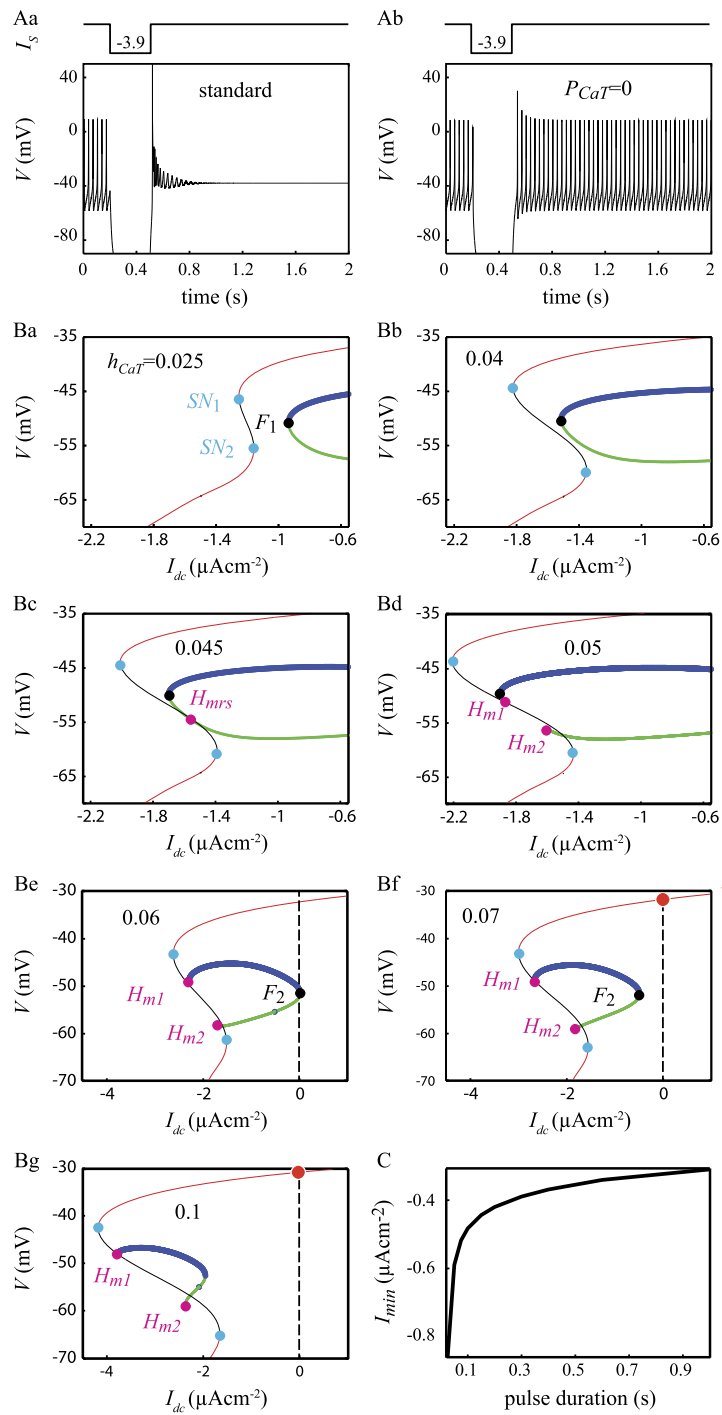 Aa
I_S
-3.9
standard
V (mV)
40
0
-40
-80
0
0.4
0.8
1.2
1.6
2
time (s)
Ab
-3.9
P_CaT=0
V (mV)
40
0
-40
-80
0
0.4
0.8
1.2
1.6
2
time (s)
Ba
h_CaT=0.025
SN1
SN2
F1
V (mV)
-35
-45
-55
-65
-2.2
-1.8
-1.4
-1
-0.6
I_dc (µAcm-2)
Bb
0.04
V (mV)
-35
-45
-55
-65
-2.2
-1.8
-1.4
-1
-0.6
I_dc (µAcm-2)
Bc
0.045
H_mrs
V (mV)
-35
-45
-55
-65
-2.2
-1.8
-1.4
-1
-0.6
I_dc (µAcm-2)
Bd
0.05
H_m1
H_m2
V (mV)
-35
-45
-55
-65
-2.2
-1.8
-1.4
-1
-0.6
I_dc (µAcm-2)
Be
0.06
H_m1
H_m2
F2
V (mV)
-30
-40
-50
-60
-70
-4
-2
0
I_dc (µAcm-2)
Bf
0.07
H_m1
H_m2
F2
V (mV)
-30
-40
-50
-60
-70
-4
-2
0
I_dc (µAcm-2)
Bg
0.1
H_m1
H_m2
V (mV)
-30
-40
-50
-60
-70
-4
-2
0
I_dc (µAcm-2)
C
I_min (µAcm-2)
-0.4
-0.6
-0.8
0.1
0.3
0.5
0.7
0.9
pulse duration (s)